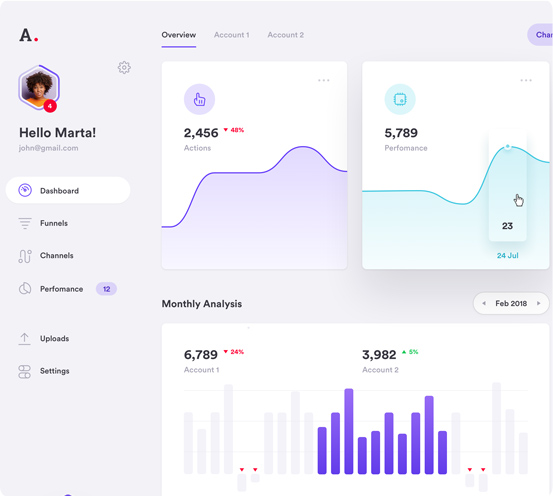 A.
4
Hello Marta!
john@gmail.com
Dashboard
Funnels
Channels
Perfomance 12
Uploads
Settings
Overview Account 1 Account 2
Char
2,456 48%
Actions
5,789
Perfomance
23
24 Jul
Monthly Analysis
Feb 2018
6,789 24%
Account 1
3,982 5%
Account 2